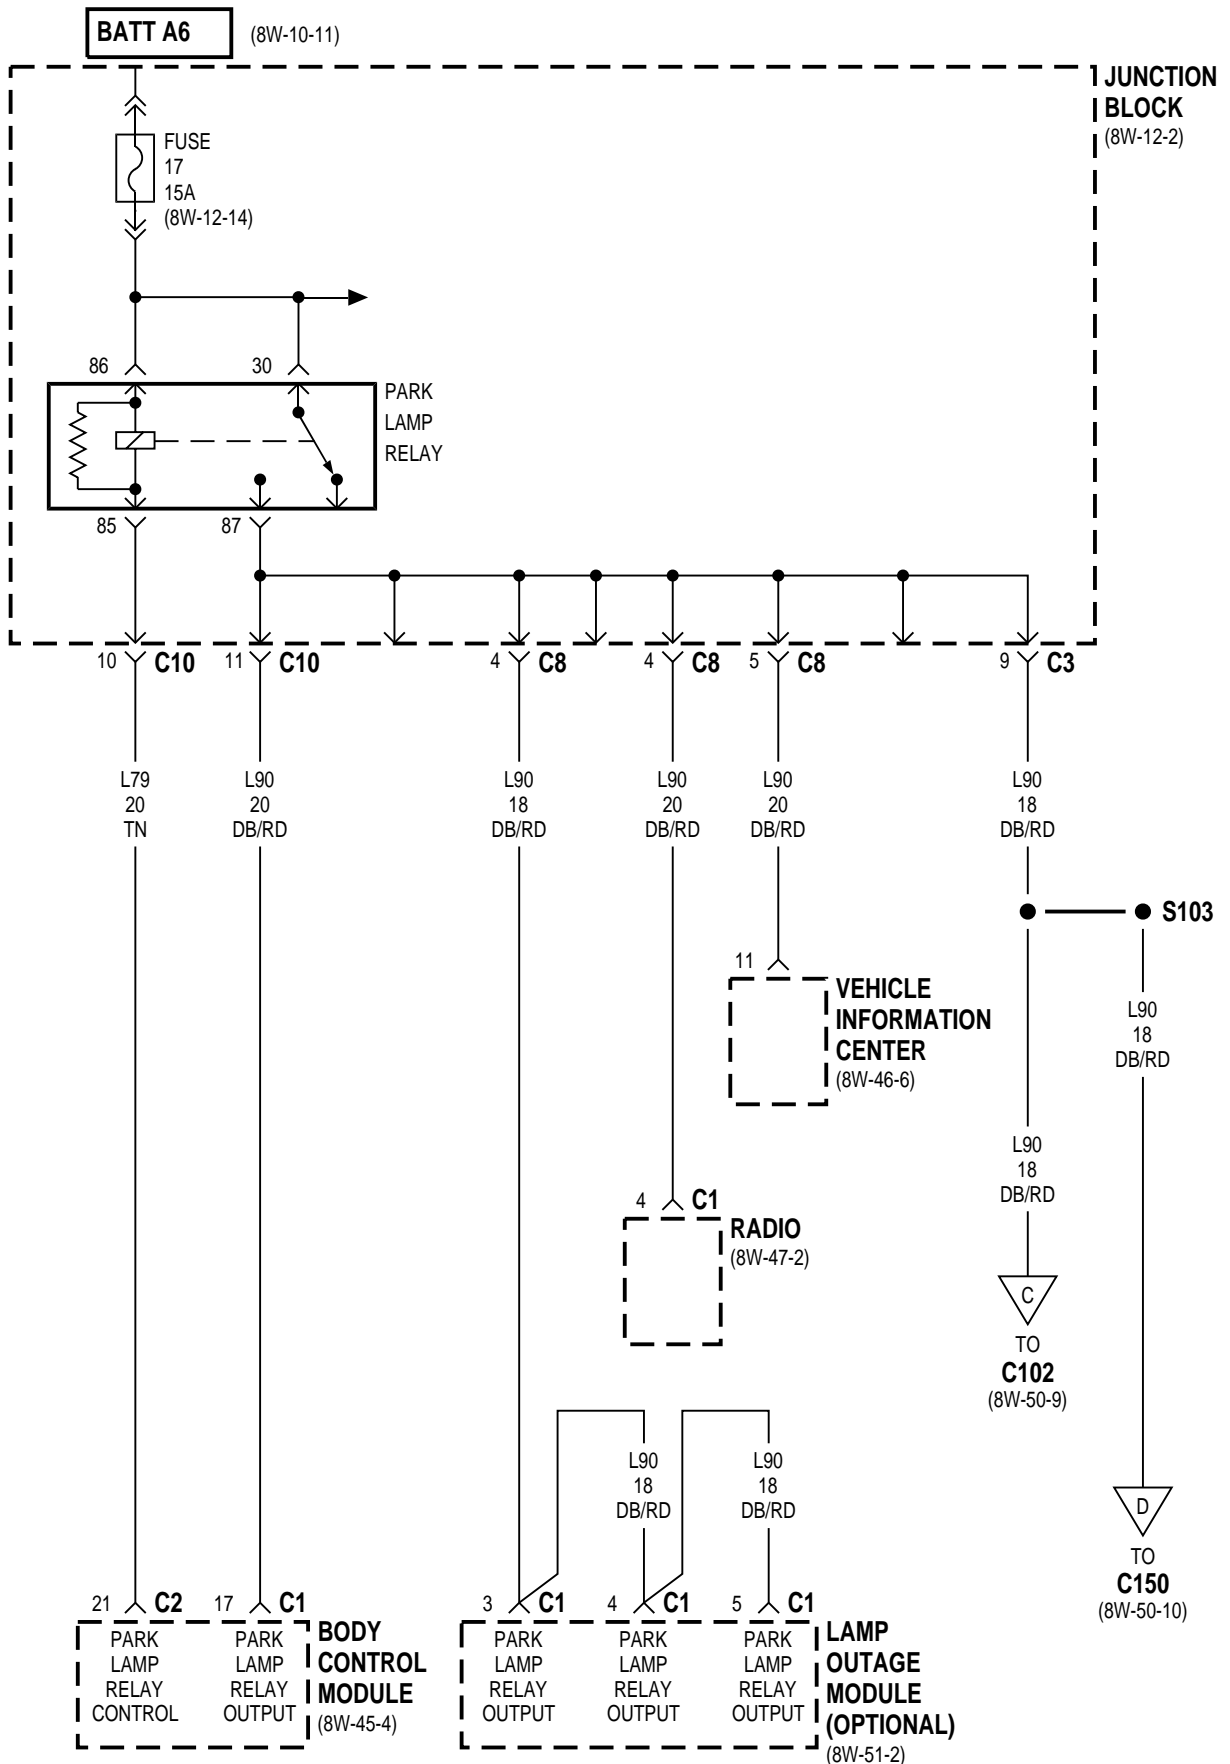 BATT A6
(8W-10-11)
JUNCTION
BLOCK
(8W-12-2)
FUSE
17
15A
(8W-12-14)
86
30
PARK
LAMP
RELAY
85
87
10 C10
11 C10
4 C8
4 C8
5 C8
9 C3
L79
20
TN
L90
20
DB/RD
L90
18
DB/RD
L90
20
DB/RD
L90
20
DB/RD
L90
18
DB/RD
S103
11
VEHICLE
INFORMATION
CENTER
(8W-46-6)
L90
18
DB/RD
L90
18
DB/RD
4 C1
RADIO
(8W-47-2)
C
TO
C102
(8W-50-9)
L90
18
DB/RD
L90
18
DB/RD
D
TO
C150
(8W-50-10)
21 C2
17 C1
3 C1
4 C1
5 C1
PARK
LAMP
RELAY
CONTROL
PARK
LAMP
RELAY
OUTPUT
BODY
CONTROL
MODULE
(8W-45-4)
PARK
LAMP
RELAY
OUTPUT
PARK
LAMP
RELAY
OUTPUT
PARK
LAMP
RELAY
OUTPUT
LAMP
OUTAGE
MODULE
(OPTIONAL)
(8W-51-2)